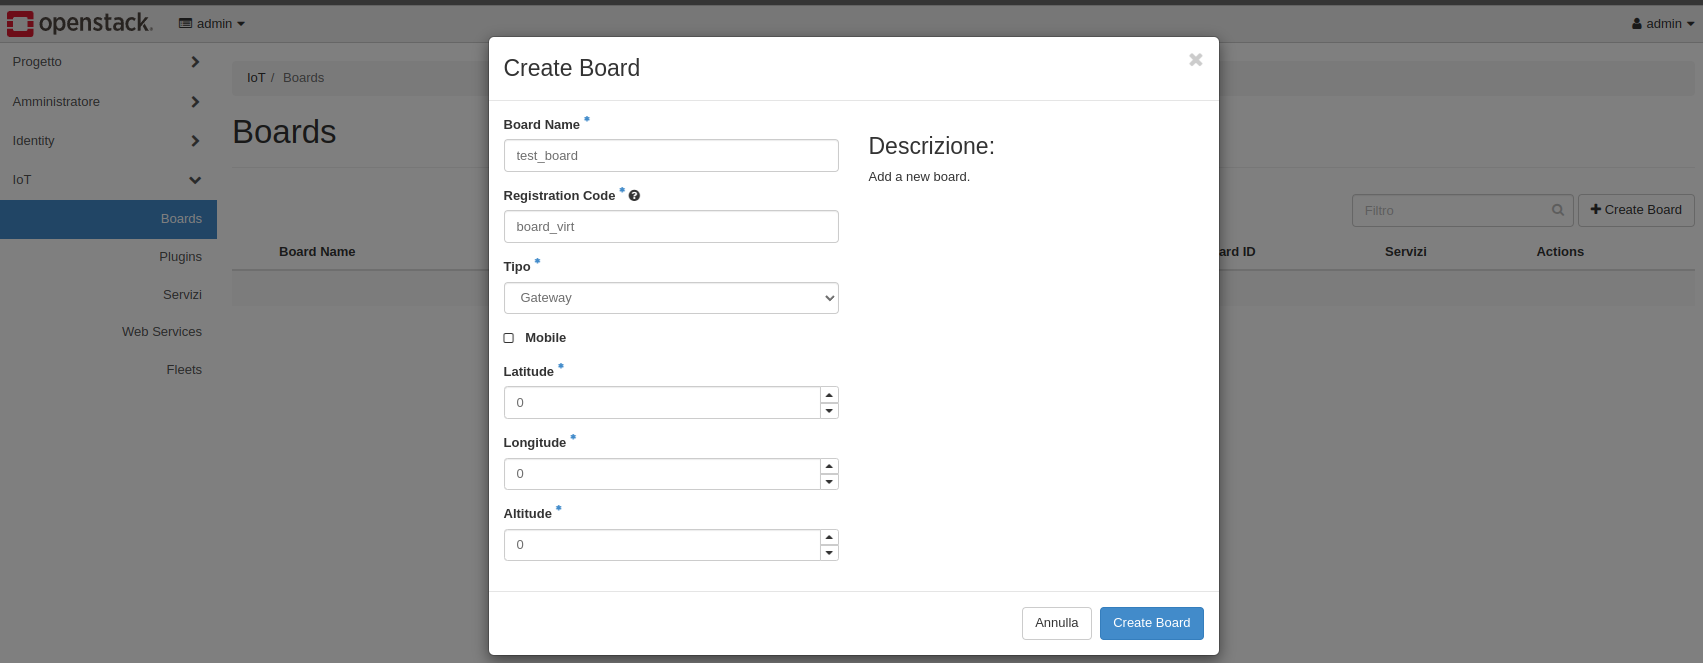 openstack.
admin
admin
Progetto
Amministratore
Identity
IoT
Boards
Plugins
Servizi
Web Services
Fleets
IoT / Boards
Boards
Filtro
Create Board
Board Name
ard ID
Servizi
Actions
Create Board
Board Name *
test_board
Registration Code *
board_virt
Tipo *
Gateway
Mobile
Latitude *
0
Longitude *
0
Altitude *
0
Descrizione:
Add a new board.
Annulla
Create Board